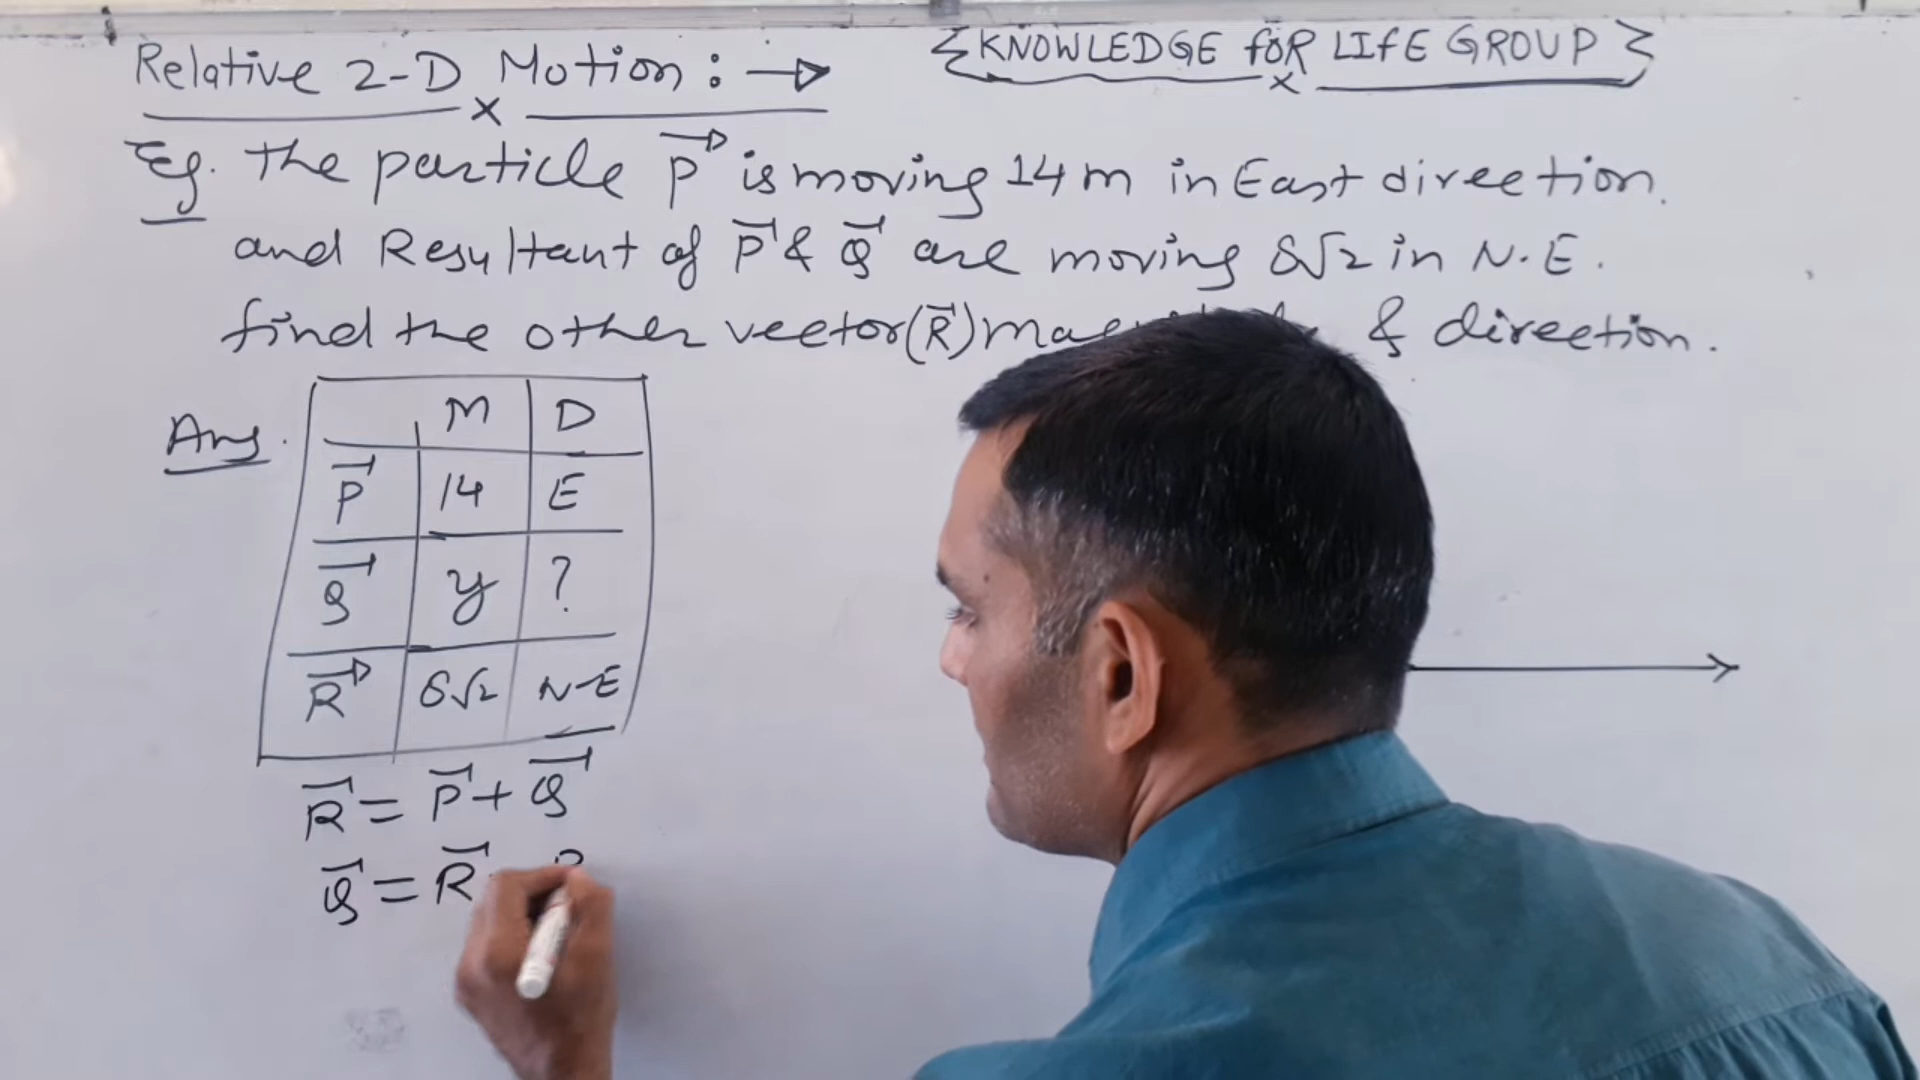 Relative 2-D Motion :→ {KNOWLEDGE foR LIfE GROUP}
Eg. The particle P is moving 14 m in East direction.
and Resultant of P & Q are moving 8√2 in N.E.
find the other vector (R) & direction.
Ans.
M D
P 14 E
Q y ?
R 8√2 N-E
R = P + Q
Q = R